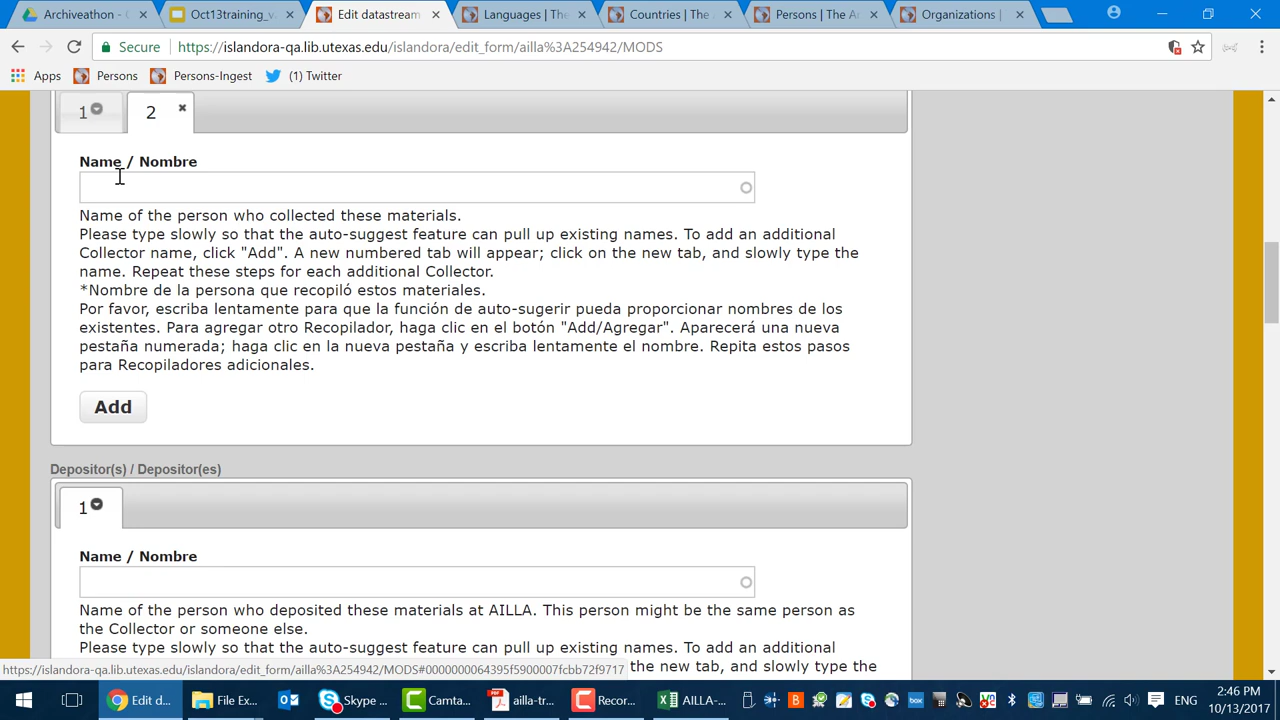 Archiveathon - G
Oct13training_v
Edit datastream
Languages | The
Countries | The A
Persons | The Ar
Organizations |
Secure
https://islandora-qa.lib.utexas.edu/islandora/edit_form/ailla%3A254942/MODS
Apps
Persons
Persons-Ingest
(1) Twitter
1
2
Name / Nombre
Name of the person who collected these materials.
Please type slowly so that the auto-suggest feature can pull up existing names. To add an additional
Collector name, click "Add". A new numbered tab will appear; click on the new tab, and slowly type the
name. Repeat these steps for each additional Collector.
*Nombre de la persona que recopiló estos materiales.
Por favor, escriba lentamente para que la función de auto-sugerir pueda proporcionar nombres de los
existentes. Para agregar otro Recopilador, haga clic en el botón "Add/Agregar". Aparecerá una nueva
pestaña numerada; haga clic en la nueva pestaña y escriba lentamente el nombre. Repita estos pasos
para Recopiladores adicionales.
Add
Depositor(s) / Depositor(es)
1
Name / Nombre
Name of the person who deposited these materials at AILLA. This person might be the same person as
the Collector or someone else.
Please type slowly so that the auto-suggest feature can pull up existing names. To add an additional
the new tab, and slowly type the
https://islandora-qa.lib.utexas.edu/islandora/edit_form/ailla%3A254942/MODS#0000000064395f5900007fcbb72f9717
Edit d...
File Ex...
Skype ...
Camta...
ailla-tr...
Recor...
AILLA-...
ENG
2:46 PM
10/13/2017